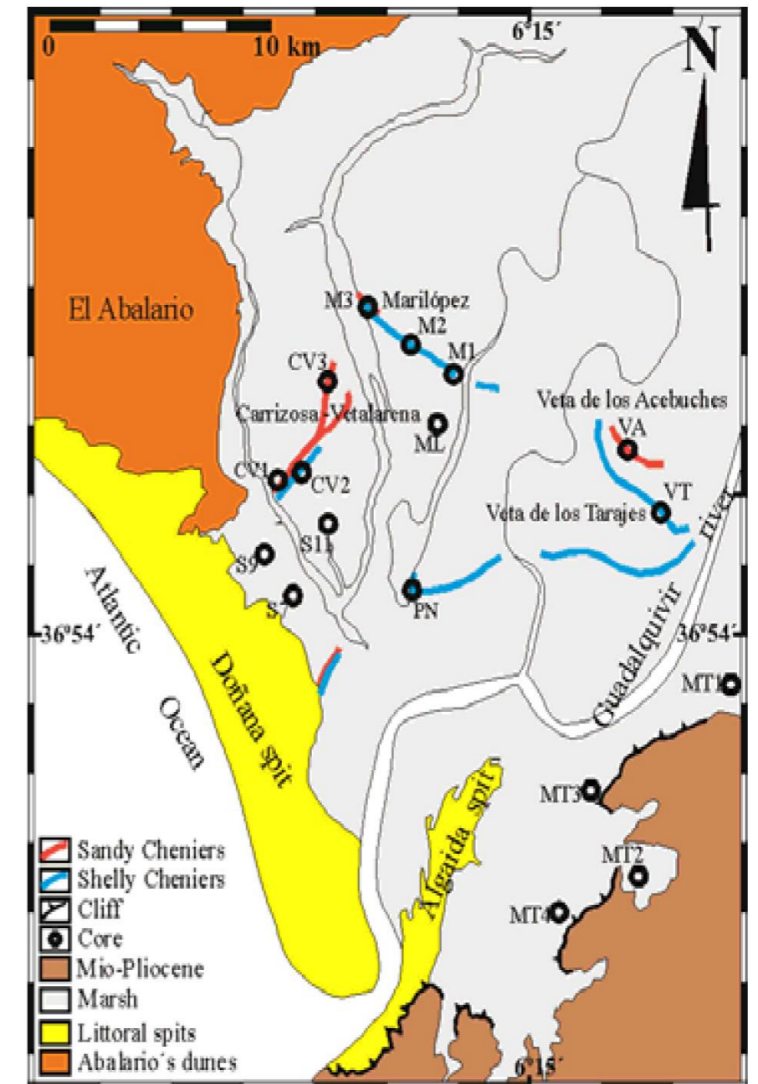 0 10 km
6°15´
N
El Abalario
M3 Marilópez
M2
M1
CV3
Carrizosa -Vetalarena
ML
CV1
CV2
S11
S9
S7
PN
Veta de los Acebuches
VA
VT
Veta de los Tarajes
Guadalquivir river
36°54´
36°54´
Atlantic Ocean
Doñana spit
Algaida spit
MT1
MT3
MT2
MT4
Sandy Cheniers
Shelly Cheniers
Cliff
Core
Mio-Pliocene
Marsh
Littoral spits
Abalario´s dunes
6°15´